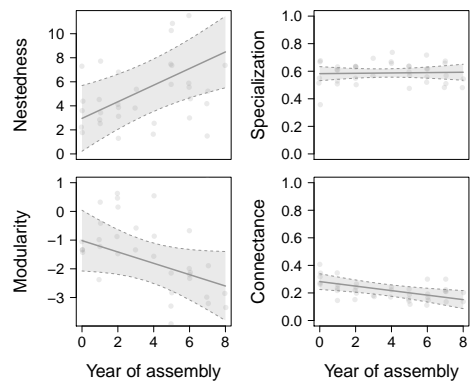 Nestedness
10
8
6
4
2
0
Specialization
1.0
0.8
0.6
0.4
0.2
0.0
Modularity
1
0
−1
−2
−3
0 2 4 6 8
Year of assembly
Connectance
1.0
0.8
0.6
0.4
0.2
0.0
0 2 4 6 8
Year of assembly